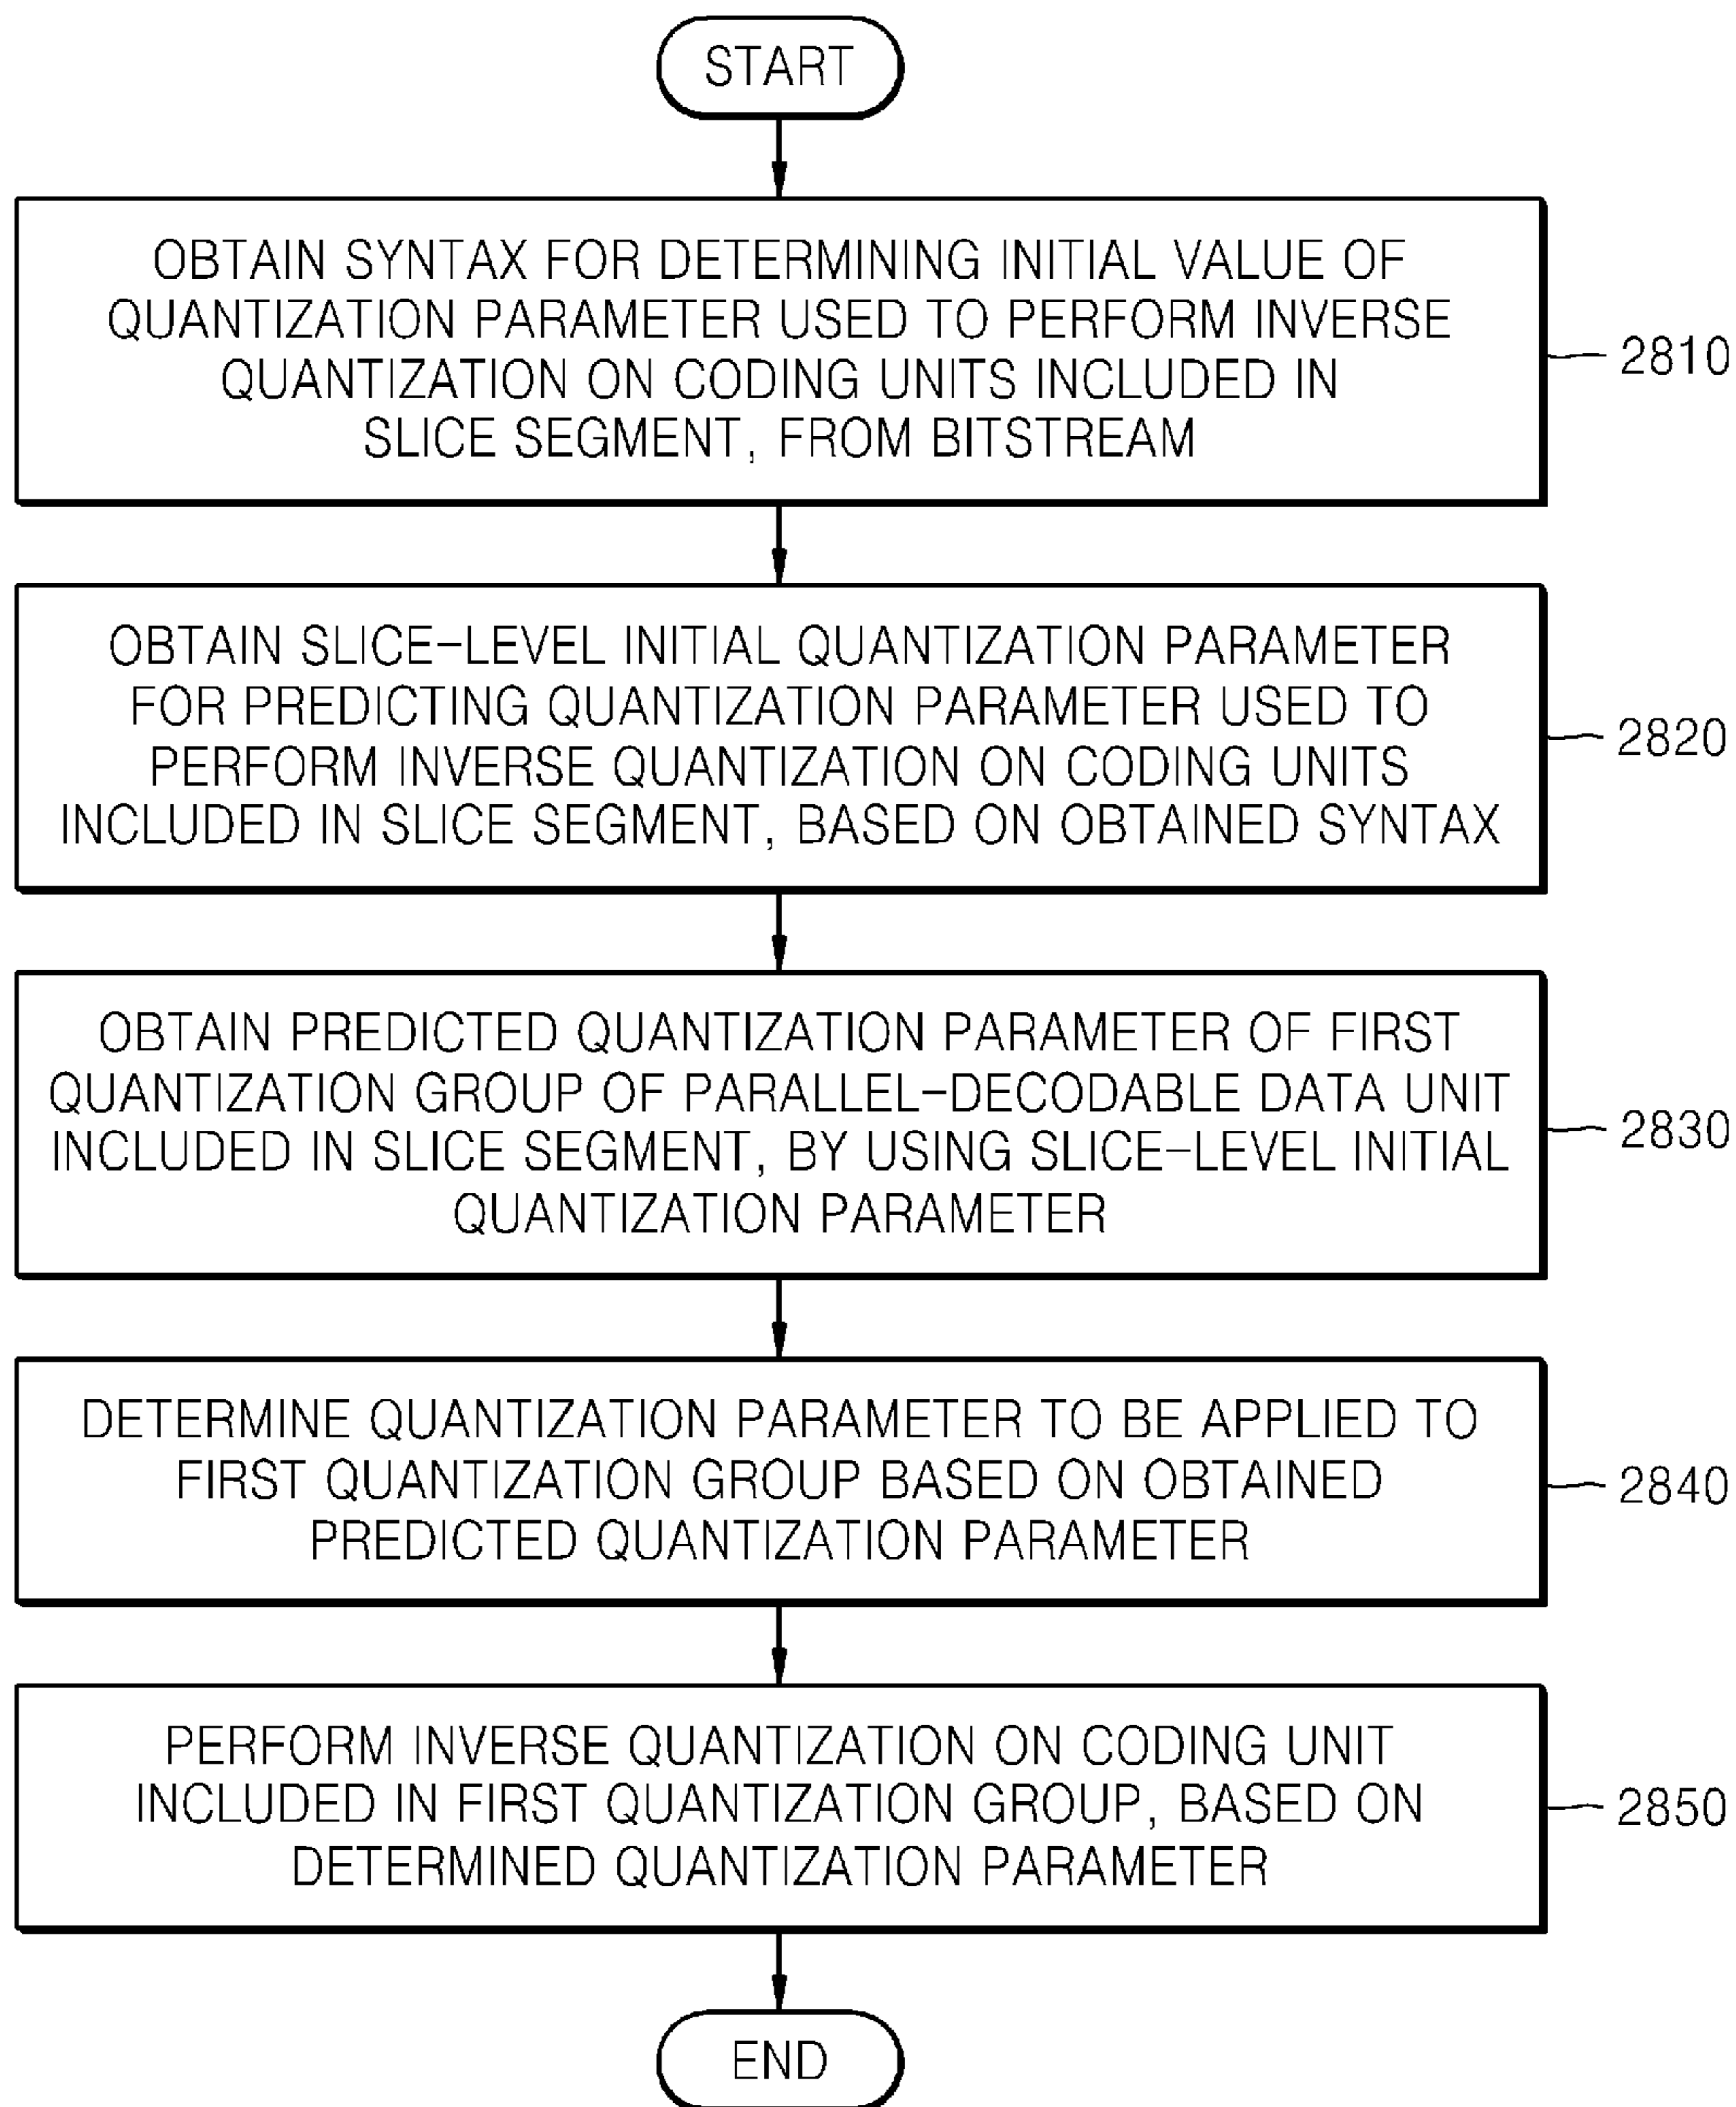 START
OBTAIN SYNTAX FOR DETERMINING INITIAL VALUE OF
QUANTIZATION PARAMETER USED TO PERFORM INVERSE
QUANTIZATION ON CODING UNITS INCLUDED IN
SLICE SEGMENT, FROM BITSTREAM
2810
OBTAIN SLICE-LEVEL INITIAL QUANTIZATION PARAMETER
FOR PREDICTING QUANTIZATION PARAMETER USED TO
PERFORM INVERSE QUANTIZATION ON CODING UNITS
INCLUDED IN SLICE SEGMENT, BASED ON OBTAINED SYNTAX
2820
OBTAIN PREDICTED QUANTIZATION PARAMETER OF FIRST
QUANTIZATION GROUP OF PARALLEL-DECODABLE DATA UNIT
INCLUDED IN SLICE SEGMENT, BY USING SLICE-LEVEL INITIAL
QUANTIZATION PARAMETER
2830
DETERMINE QUANTIZATION PARAMETER TO BE APPLIED TO
FIRST QUANTIZATION GROUP BASED ON OBTAINED
PREDICTED QUANTIZATION PARAMETER
2840
PERFORM INVERSE QUANTIZATION ON CODING UNIT
INCLUDED IN FIRST QUANTIZATION GROUP, BASED ON
DETERMINED QUANTIZATION PARAMETER
2850
END